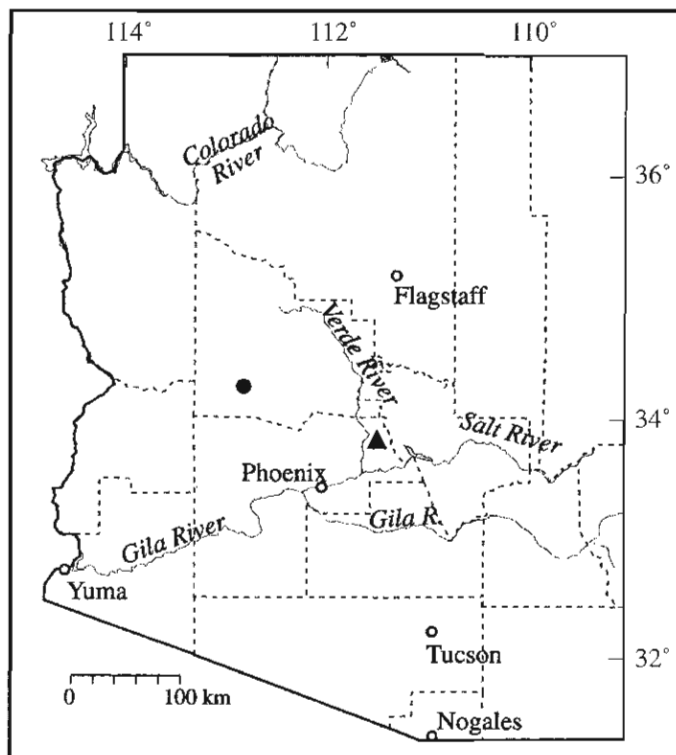 114° 112° 110°
Colorado
River
36°
Flagstaff
Verde River
34°
Salt River
Phoenix
Gila R.
Gila River
Yuma
Tucson
32°
0 100 km
Nogales